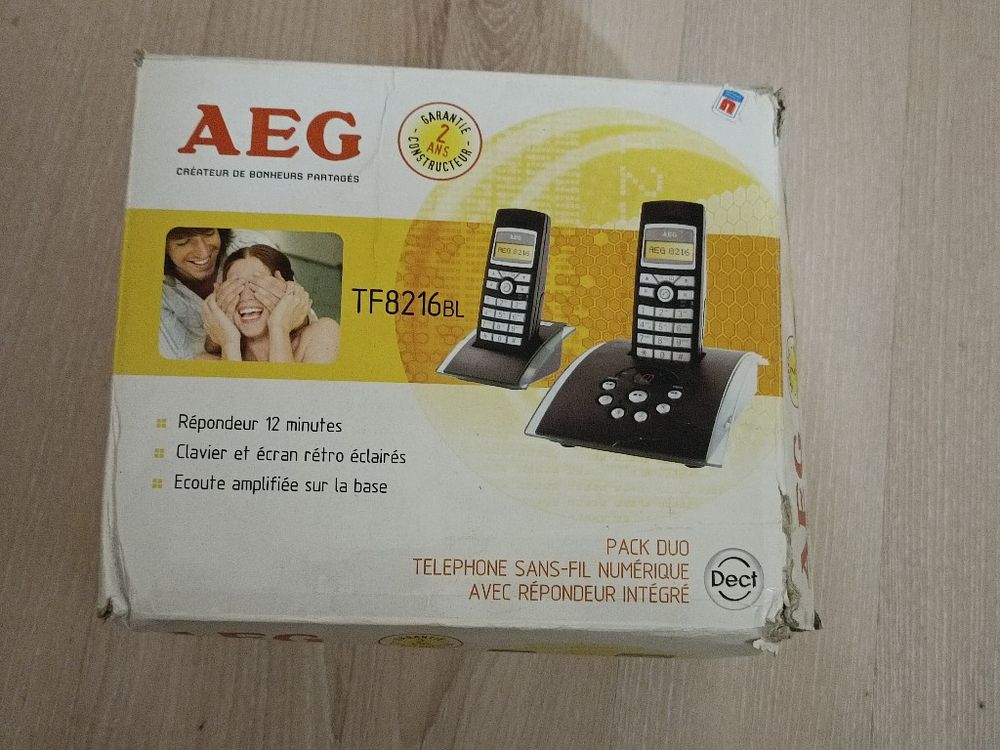 AEG
CRÉATEUR DE BONHEURS PARTAGÉS
GARANTIE
2
ANS
CONSTRUCTEUR
n
TF8216BL
AEG
AEG 8216
AEG
AEG 8216
Répondeur 12 minutes
Clavier et écran rétro éclairés
Ecoute amplifiée sur la base
PACK DUO
TELEPHONE SANS-FIL NUMÉRIQUE
AVEC RÉPONDEUR INTÉGRÉ
Dect
AEG
AEG